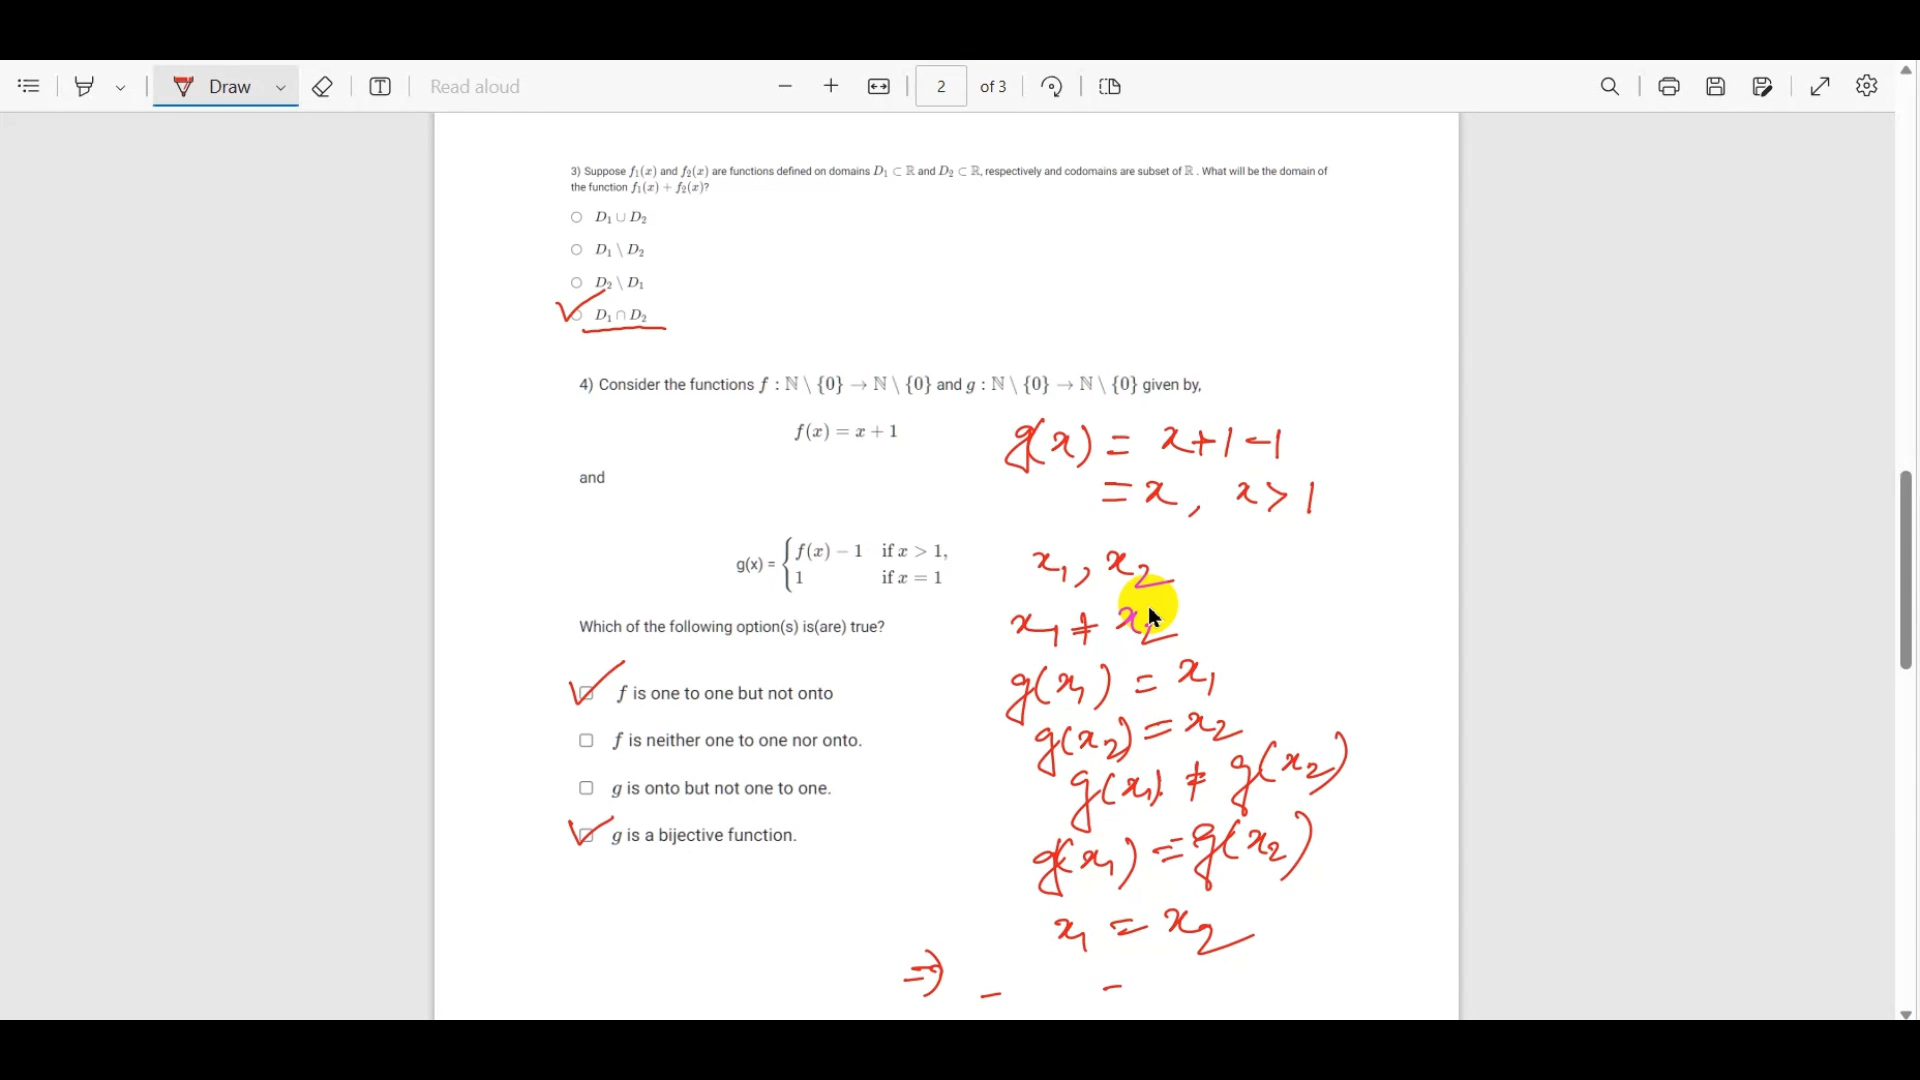 Draw
Read aloud
2 of 3
3) Suppose f₁(x) and f₂(x) are functions defined on domains D₁ ⊂ ℝ and D₂ ⊂ ℝ, respectively and codomains are subset of ℝ . What will be the domain of
the function f₁(x) + f₂(x)?
D₁ ∪ D₂
D₁ \ D₂
D₂ \ D₁
D₁ ∩ D₂
4) Consider the functions f : ℕ \ {0} → ℕ \ {0} and g : ℕ \ {0} → ℕ \ {0} given by,
f(x) = x + 1
and
g(x) = { f(x) − 1 if x > 1,
1 if x = 1
Which of the following option(s) is(are) true?
f is one to one but not onto
f is neither one to one nor onto.
g is onto but not one to one.
g is a bijective function.
g(x) = x+1-1
= x, x > 1
x₁, x₂
x₁ ≠ x₂
g(x₁) = x₁
g(x₂) = x₂
g(x₁) ≠ g(x₂)
g(x₁) = g(x₂)
x₁ = x₂
⇒